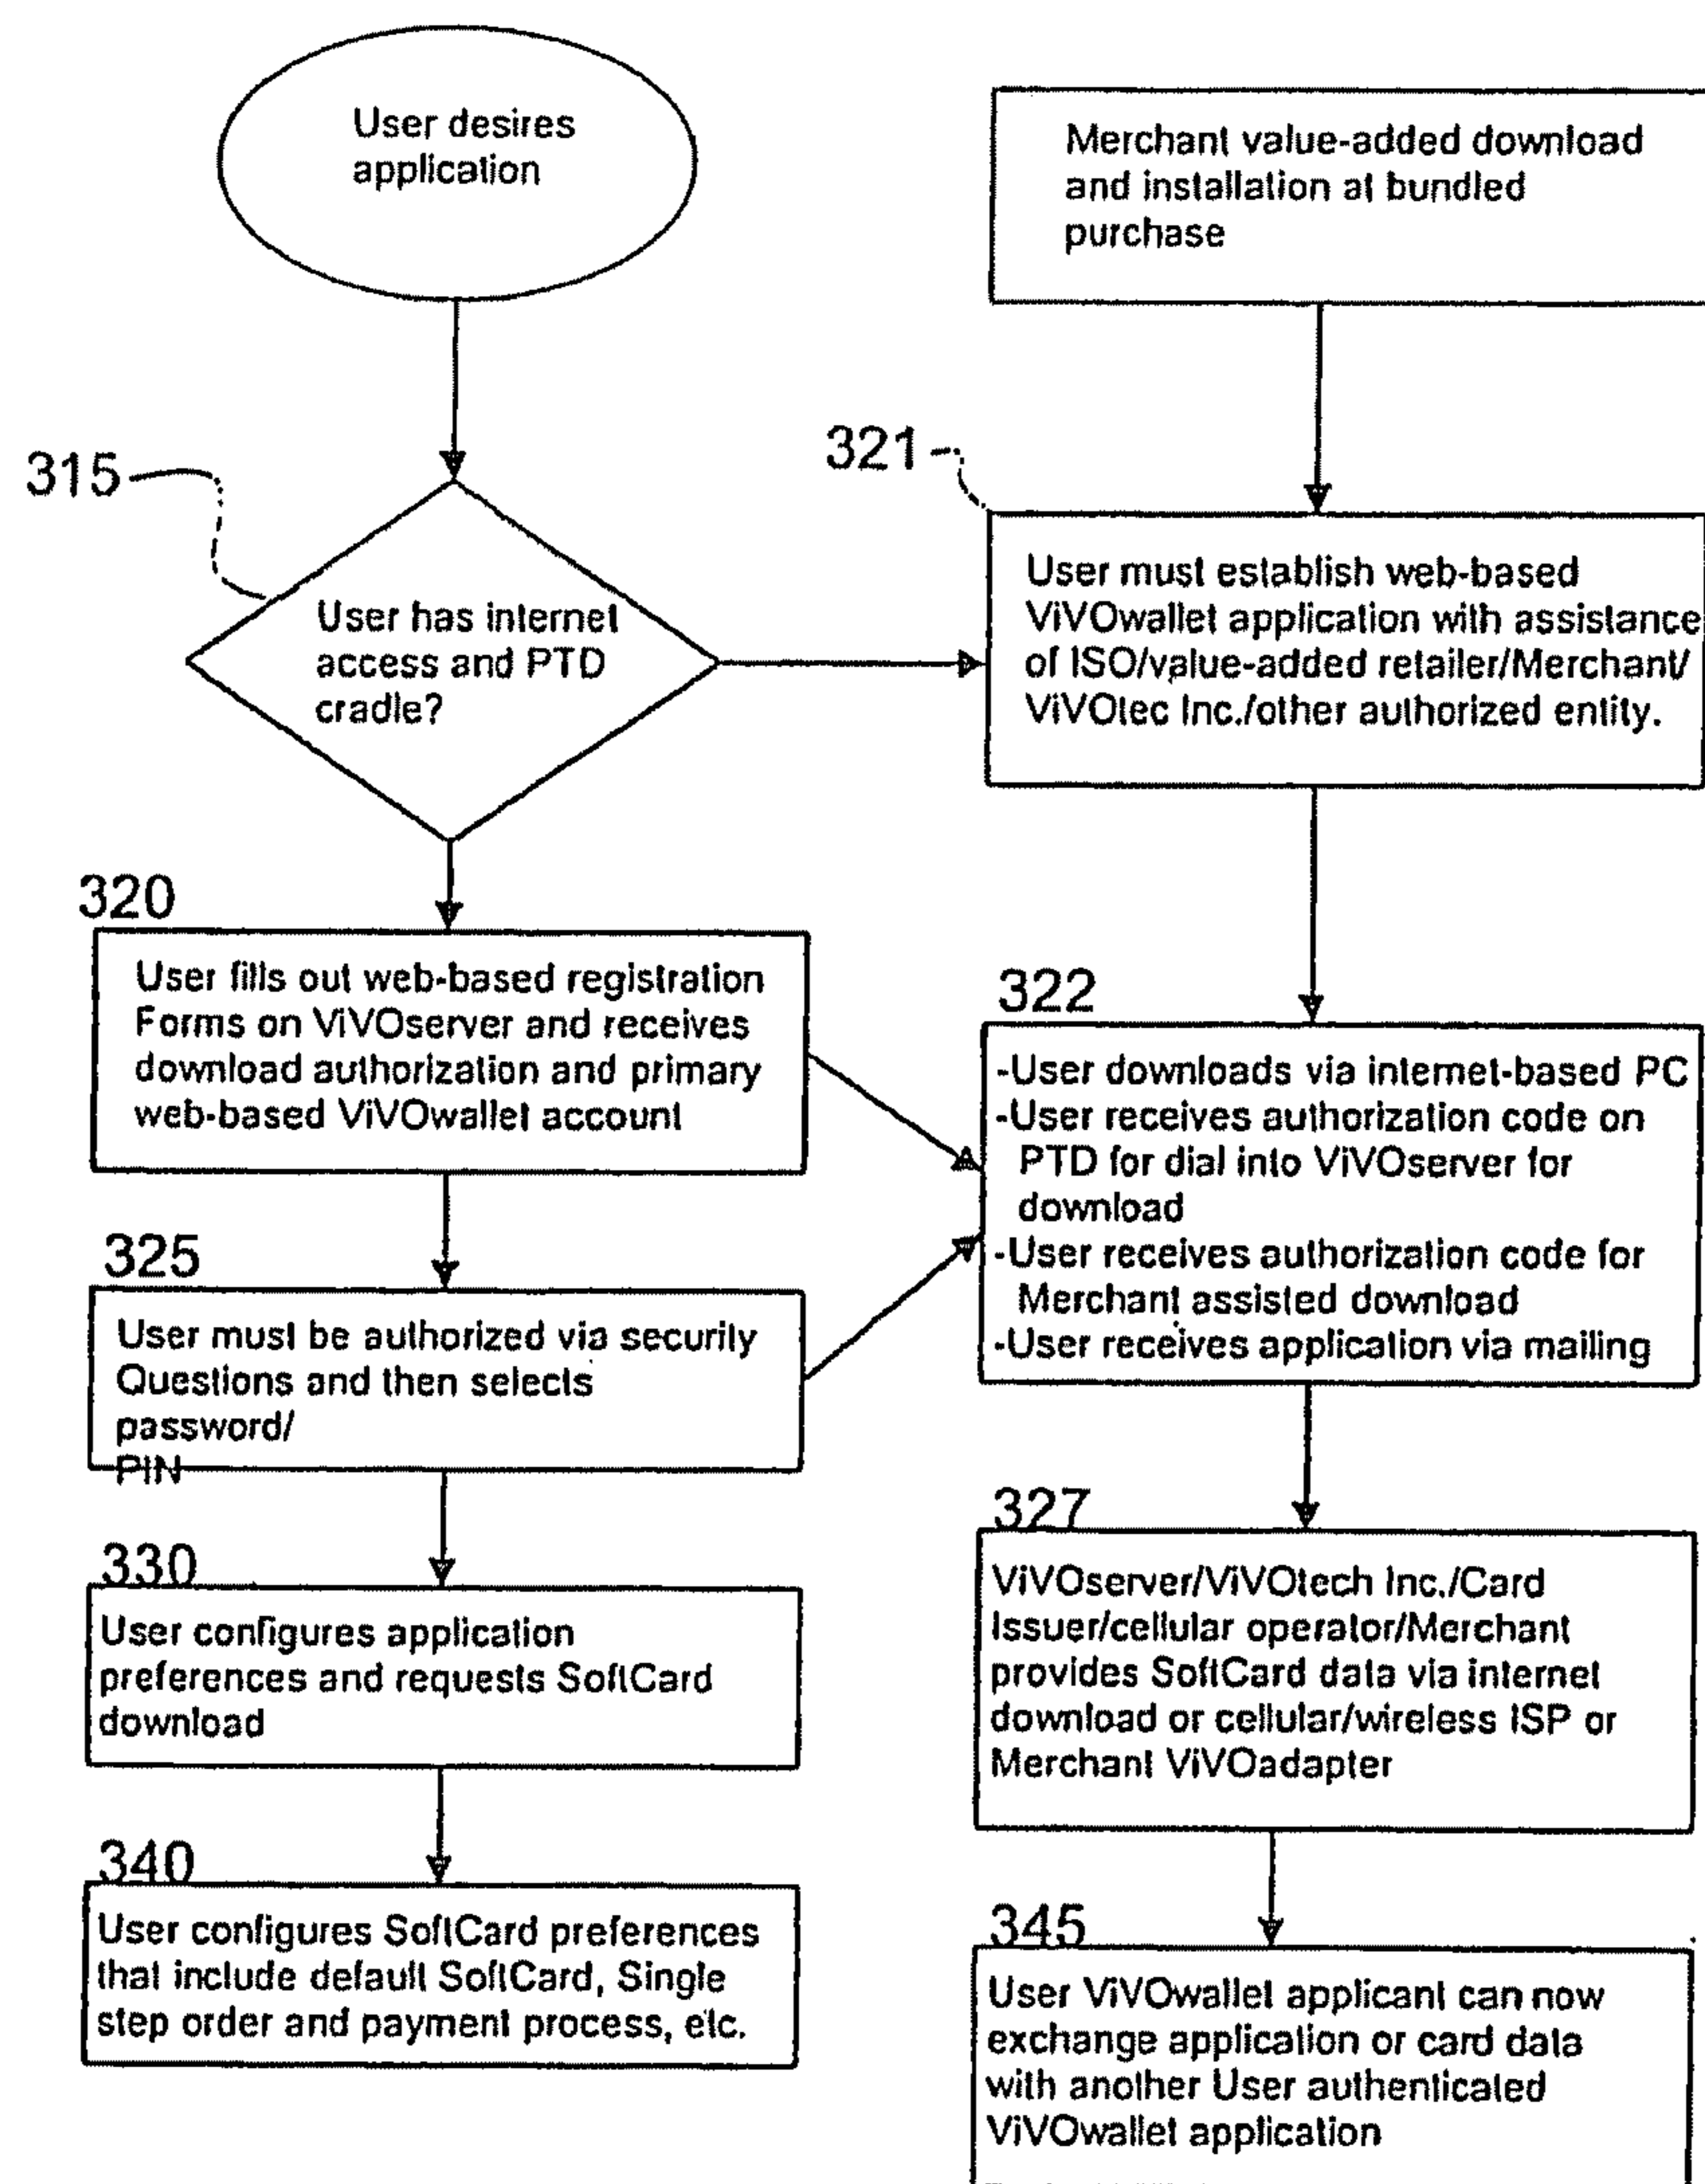 User desires
application
Merchant value-added download
and installation at bundled
purchase
315
321
User has internet
access and PTD
cradle?
User must establish web-based
ViVOwallet application with assistance
of ISO/value-added retailer/Merchant/
ViVOtec Inc./other authorized entity.
320
User fills out web-based registration
Forms on ViVOserver and receives
download authorization and primary
web-based ViVOwallet account
322
-User downloads via internet-based PC
-User receives authorization code on
PTD for dial into ViVOserver for
download
-User receives authorization code for
Merchant assisted download
-User receives application via mailing
325
User must be authorized via security
Questions and then selects
password/
PIN
327
ViVOserver/ViVOtech Inc./Card
Issuer/cellular operator/Merchant
provides SoftCard data via internet
download or cellular/wireless ISP or
Merchant ViVOadapter
330
User configures application
preferences and requests SoftCard
download
340
User configures SoftCard preferences
that include default SoftCard, Single
step order and payment process, etc.
345
User ViVOwallet applicant can now
exchange application or card data
with another User authenticated
ViVOwallet application